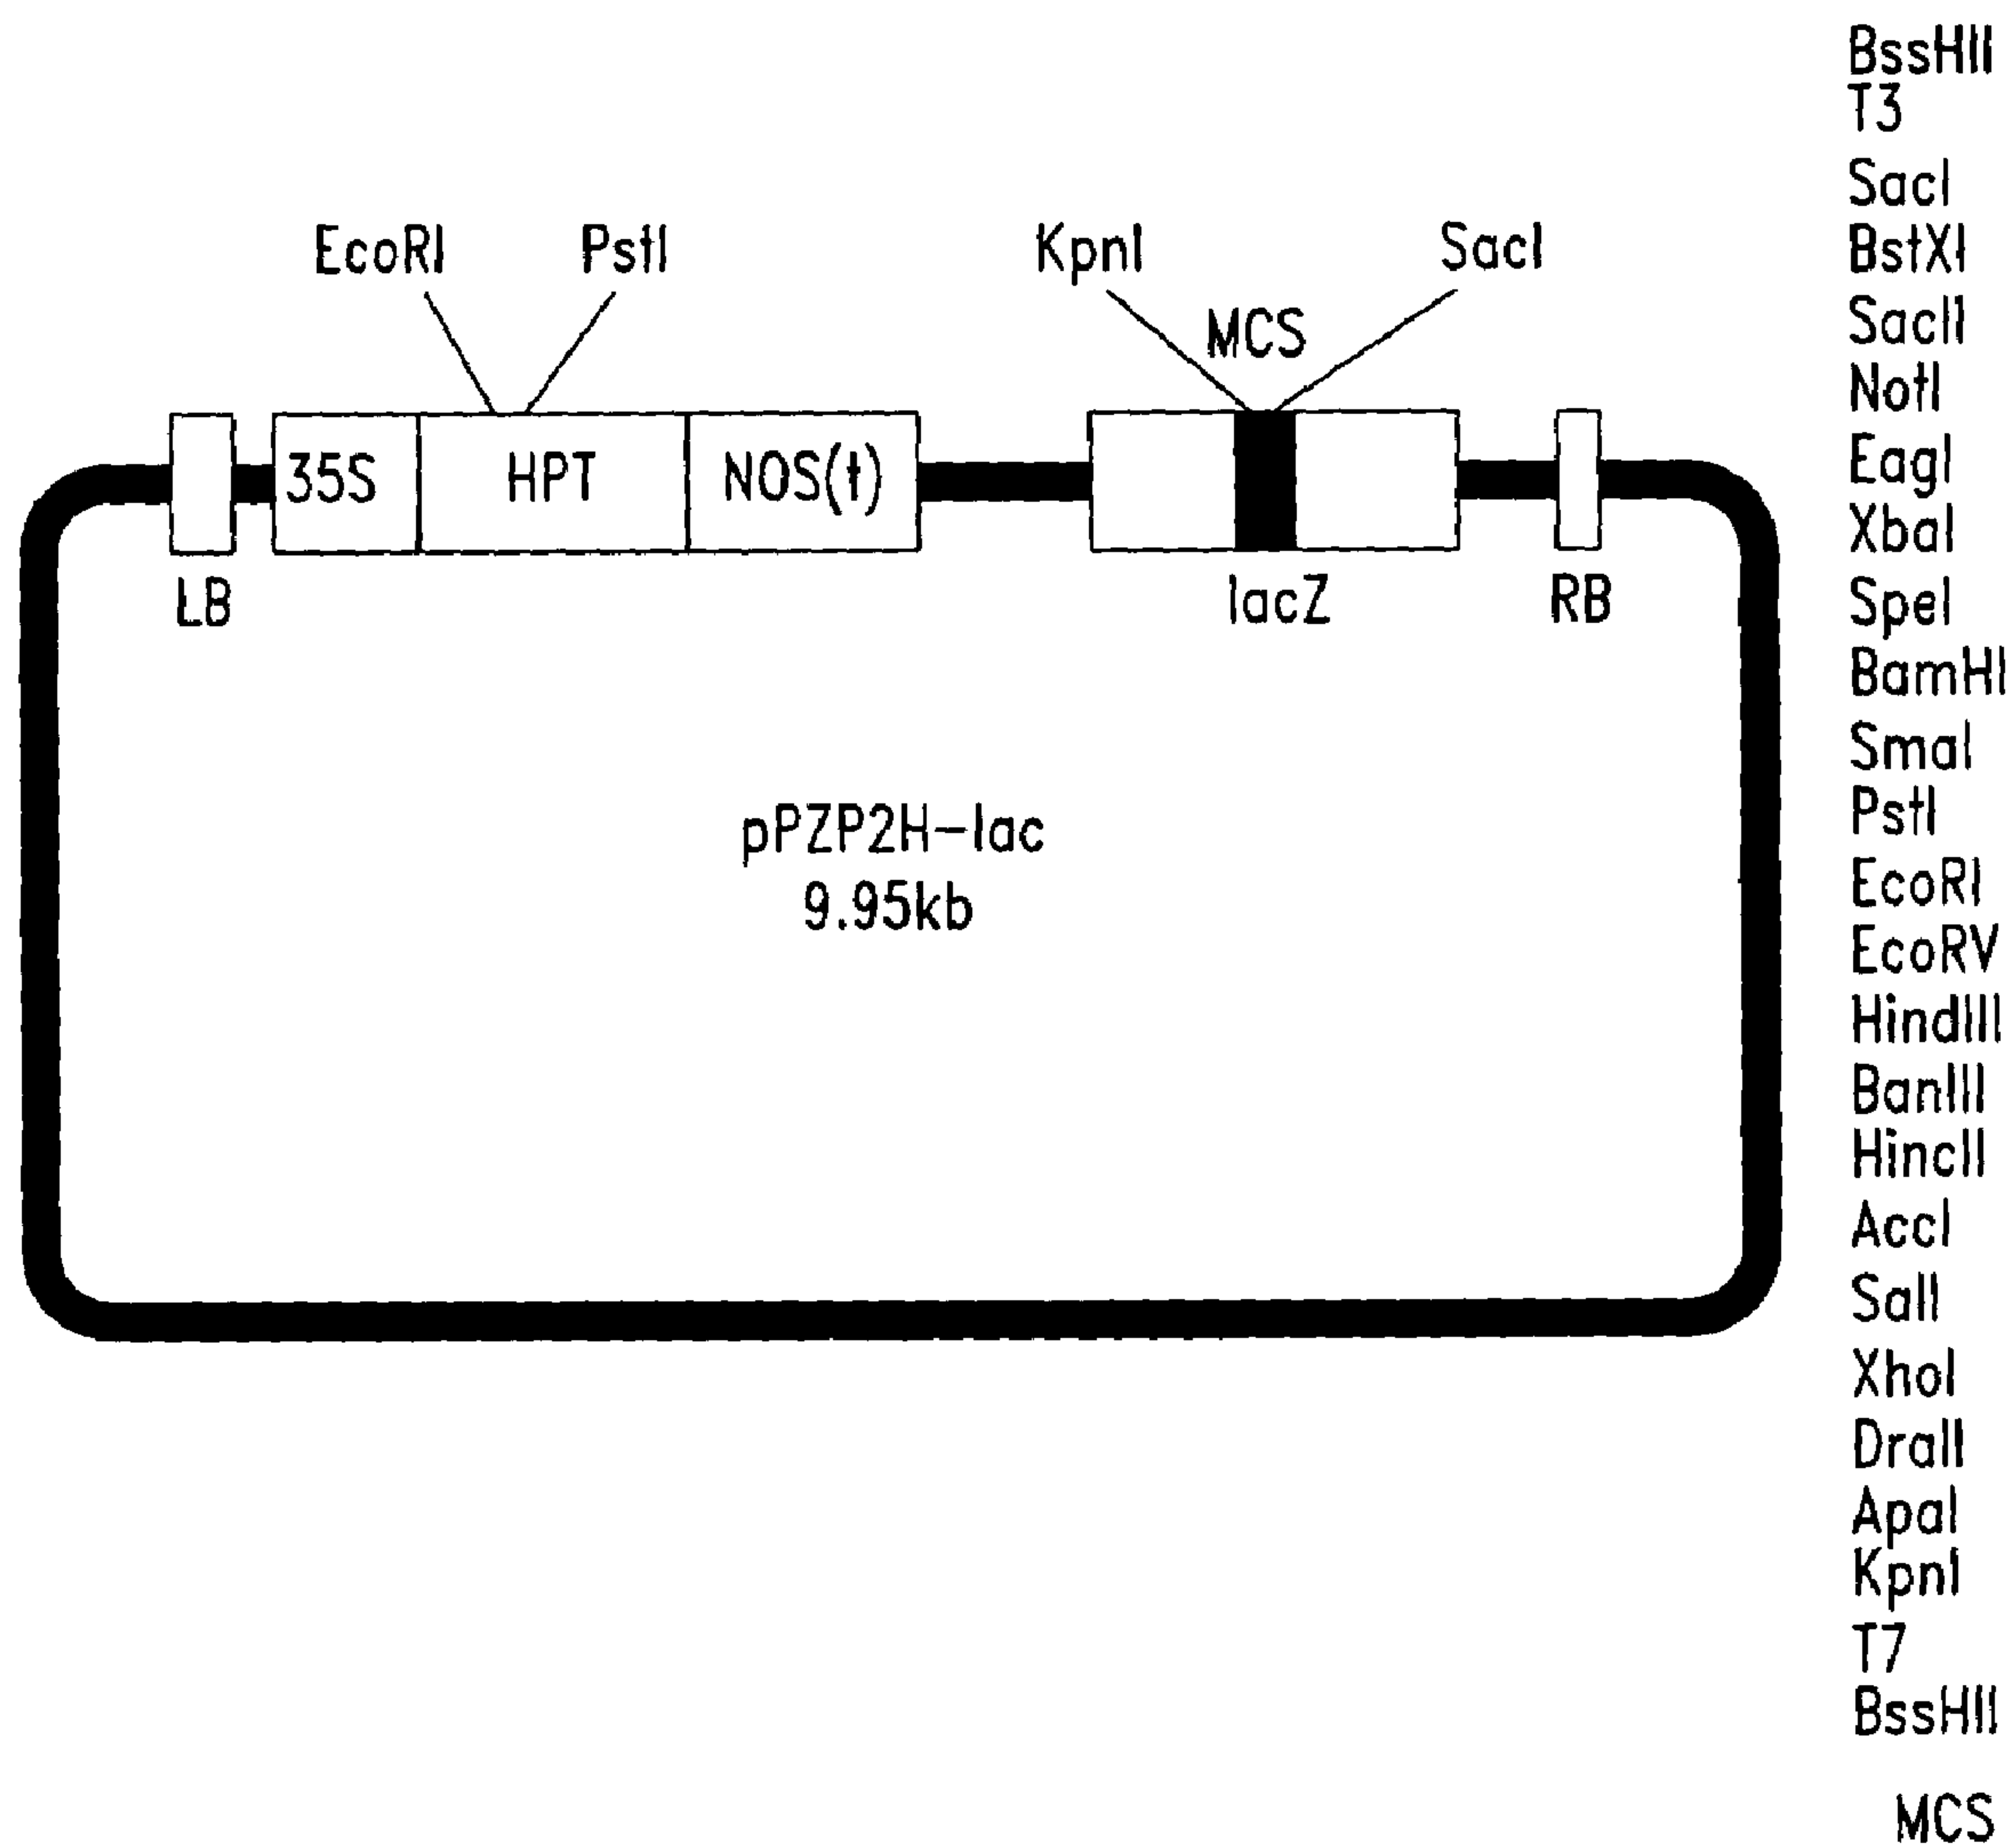 EcoRI PstI KpnI SacI
MCS
35S HPT NOS(t)
LB lacZ RB
pPZP2H-lac
9.95kb
BssHII
T3
SacI
BstXI
SacII
NotI
EagI
XbaI
SpeI
BamHI
SmaI
PstI
EcoRI
EcoRV
HindIII
BanIII
HincII
AccI
SalI
XhoI
DraII
ApaI
KpnI
T7
BssHII
MCS